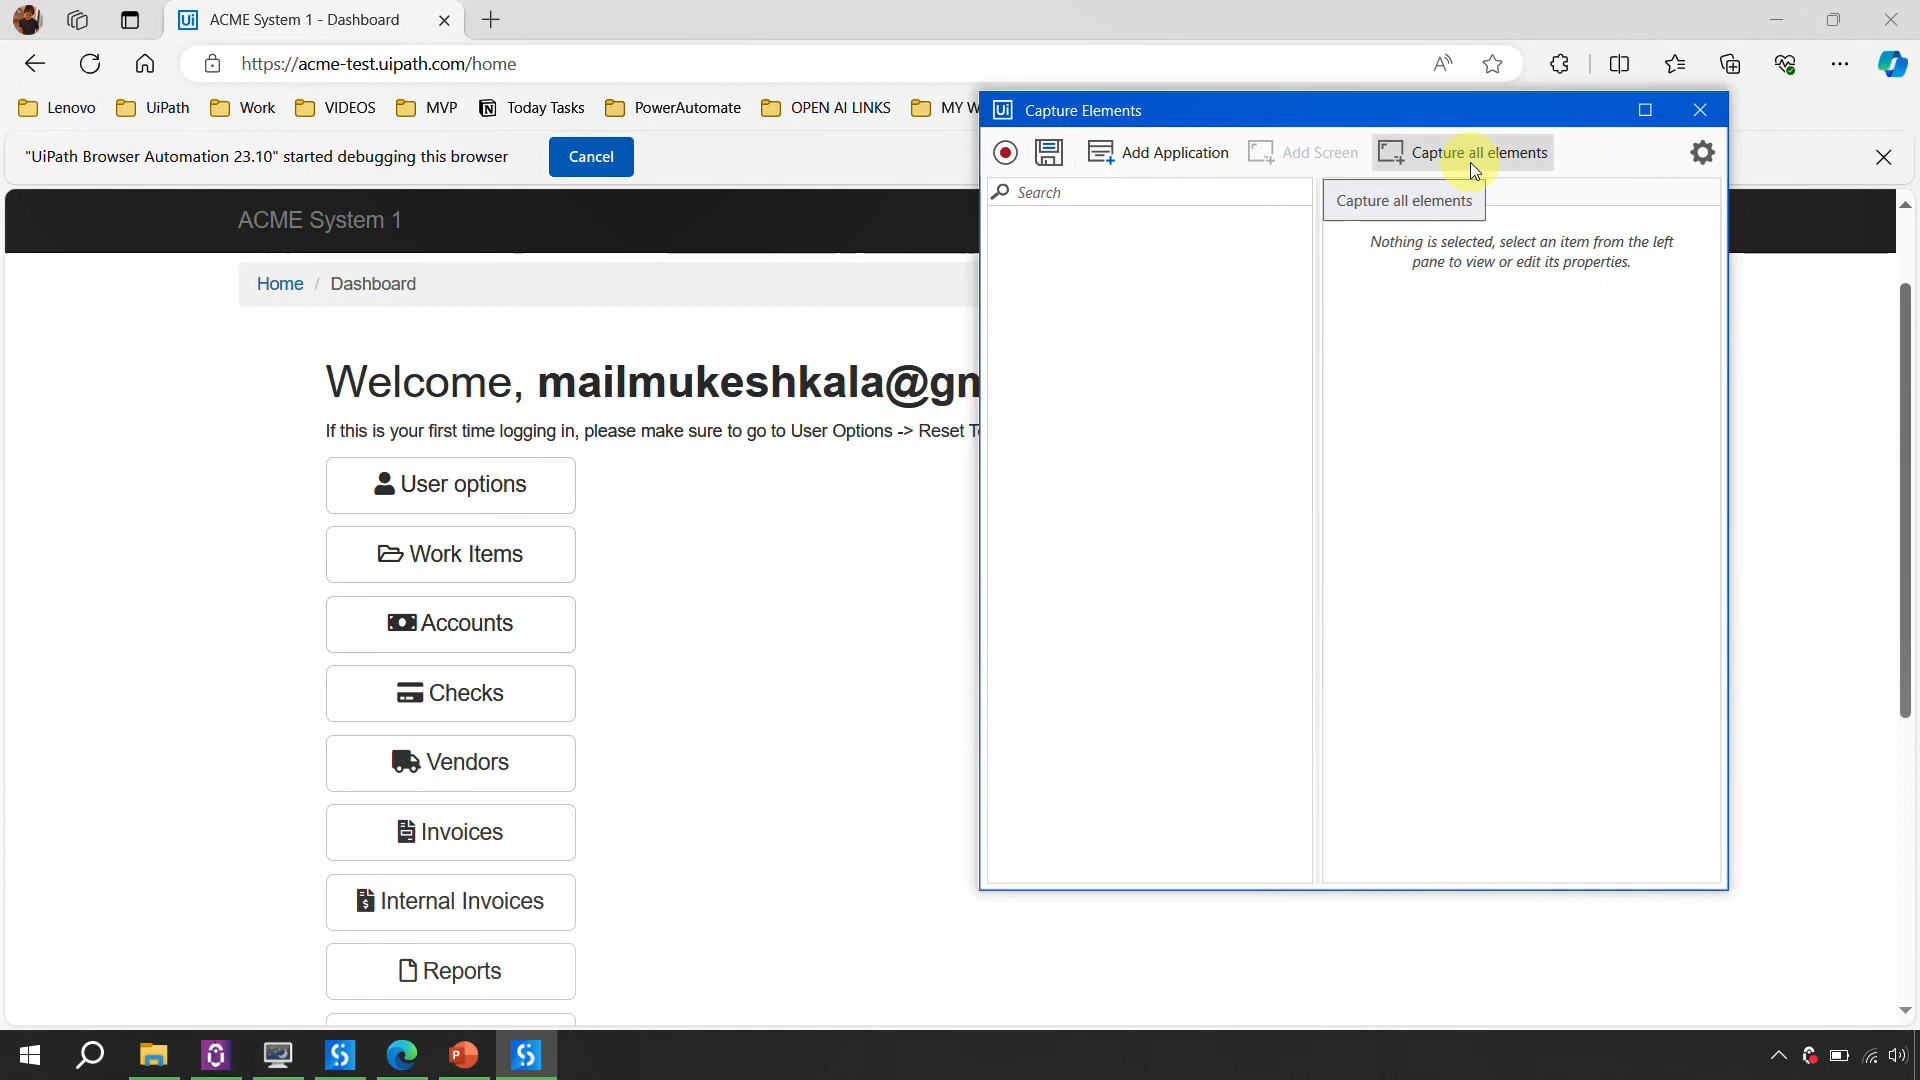 ACME System 1 - Dashboard
https://acme-test.uipath.com/home
Lenovo UiPath Work VIDEOS MVP Today Tasks PowerAutomate OPEN AI LINKS MY W
"UiPath Browser Automation 23.10" started debugging this browser
Cancel
ACME System 1
Home / Dashboard
Welcome, mailmukeshkala@gm
If this is your first time logging in, please make sure to go to User Options -> Reset T
User options
Work Items
Accounts
Checks
Vendors
Invoices
Internal Invoices
Reports
Capture Elements
Add Application Add Screen Capture all elements
Search
Capture all elements
Nothing is selected, select an item from the left
pane to view or edit its properties.